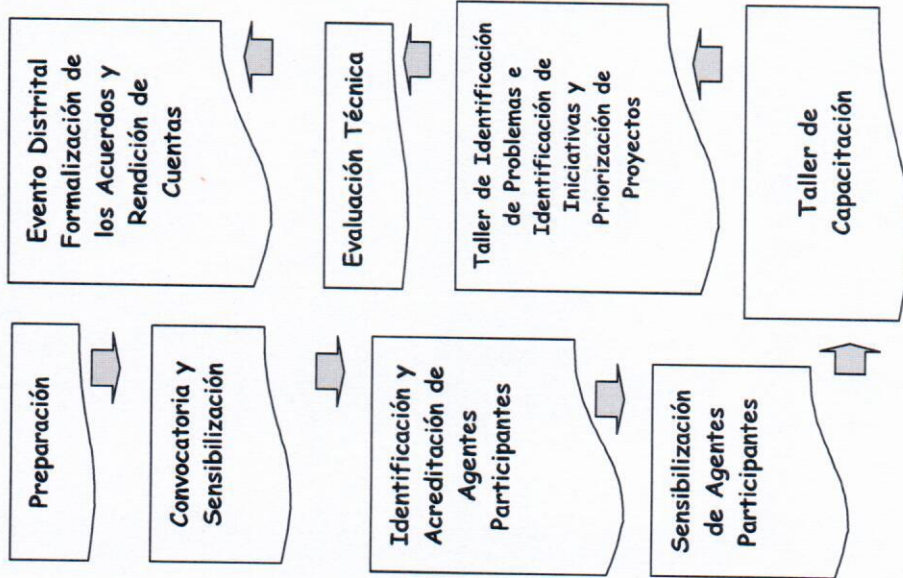 Preparación
Convocatoria y
Sensibilización
Identificación y
Acreditación de
Agentes
Participantes
Sensibilización
de Agentes
Participantes
Taller de
Capacitación
Taller de Identificación
de Problemas e
Identificación de
Iniciativas y
Priorización de
Proyectos
Evaluación Técnica
Evento Distrital
Formalización de
los Acuerdos y
Rendición de
Cuentas